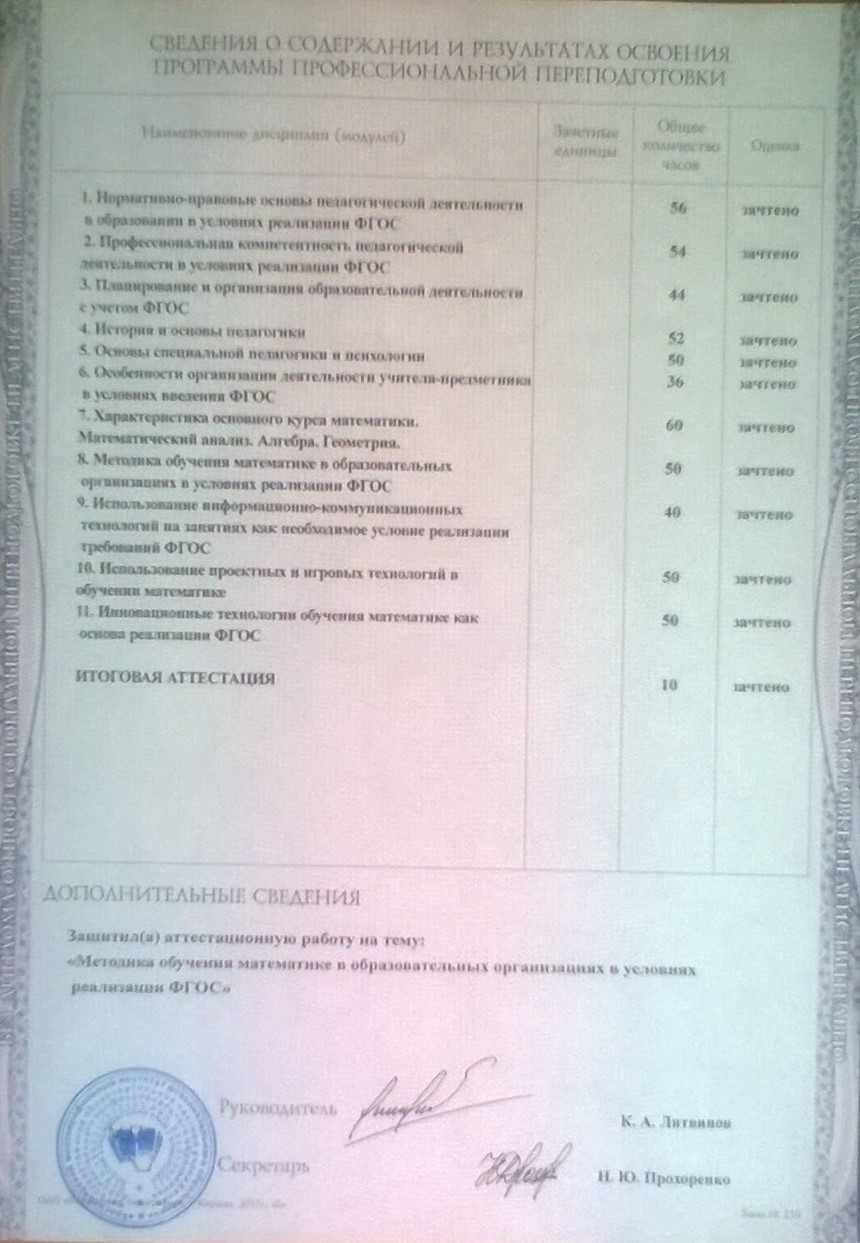 СВЕДЕНИЯ О СОДЕРЖАНИИ И РЕЗУЛЬТАТАХ ОСВОЕНИЯ
ПРОГРАММЫ ПРОФЕССИОНАЛЬНОЙ ПЕРЕПОДГОТОВКИ
Наименование дисциплин (модулей)
Зачетные
единицы
Общее
количество
часов
Оценка
1. Нормативно-правовые основы педагогической деятельности
в образовании в условиях реализации ФГОС
56 зачтено
2. Профессиональная компетентность педагогической
деятельности в условиях реализации ФГОС
54 зачтено
3. Планирование и организация образовательной деятельности
с учетом ФГОС
44 зачтено
4. История и основы педагогики 52 зачтено
5. Основы специальной педагогики и психологии 50 зачтено
6. Особенности организации деятельности учителя-предметника
в условиях введения ФГОС
36 зачтено
7. Характеристика основного курса математики.
Математический анализ. Алгебра. Геометрия.
60 зачтено
8. Методика обучения математике в образовательных
организациях в условиях реализации ФГОС
50 зачтено
9. Использование информационно-коммуникационных
технологий на занятиях как необходимое условие реализации
требований ФГОС
40 зачтено
10. Использование проектных и игровых технологий в
обучении математике
50 зачтено
11. Инновационные технологии обучения математике как
основа реализации ФГОС
50 зачтено
ИТОГОВАЯ АТТЕСТАЦИЯ 10 зачтено
ДОПОЛНИТЕЛЬНЫЕ СВЕДЕНИЯ
Защитил(а) аттестационную работу на тему:
«Методика обучения математике в образовательных организациях в условиях
реализации ФГОС»
Руководитель
К. А. Литвинов
Секретарь
Н. Ю. Прохоренко